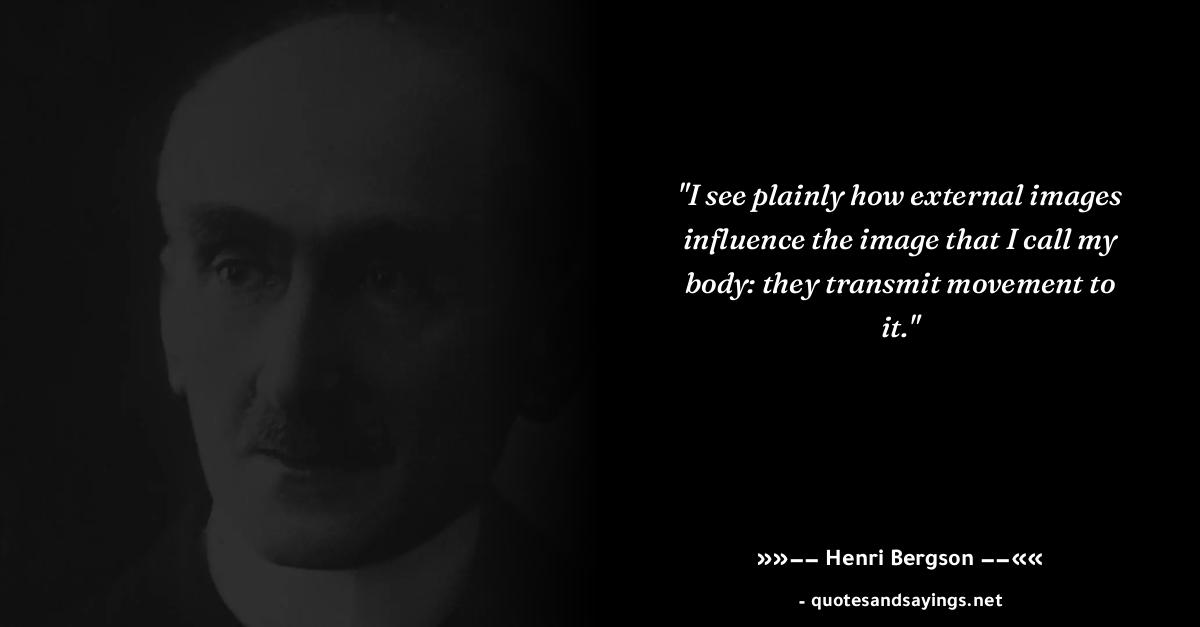 "I see plainly how external images
influence the image that I call my
body: they transmit movement to
it."
»»−− Henri Bergson −−««
- quotesandsayings.net